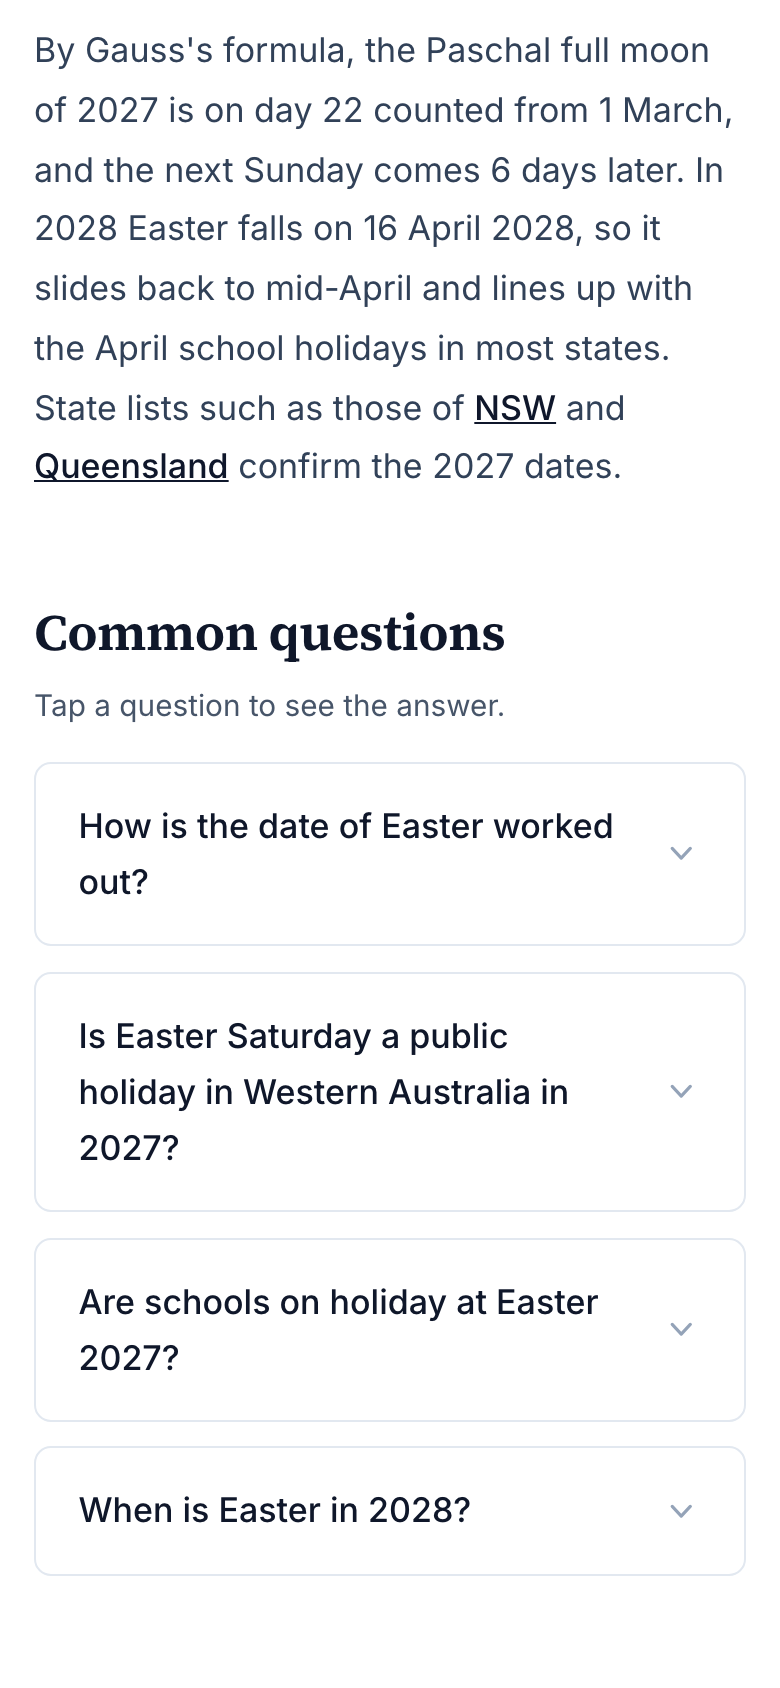 By Gauss's formula, the Paschal full moon
of 2027 is on day 22 counted from 1 March,
and the next Sunday comes 6 days later. In
2028 Easter falls on 16 April 2028, so it
slides back to mid-April and lines up with
the April school holidays in most states.
State lists such as those of NSW and
Queensland confirm the 2027 dates.
Common questions
Tap a question to see the answer.
How is the date of Easter worked
out?
Is Easter Saturday a public
holiday in Western Australia in
2027?
Are schools on holiday at Easter
2027?
When is Easter in 2028?